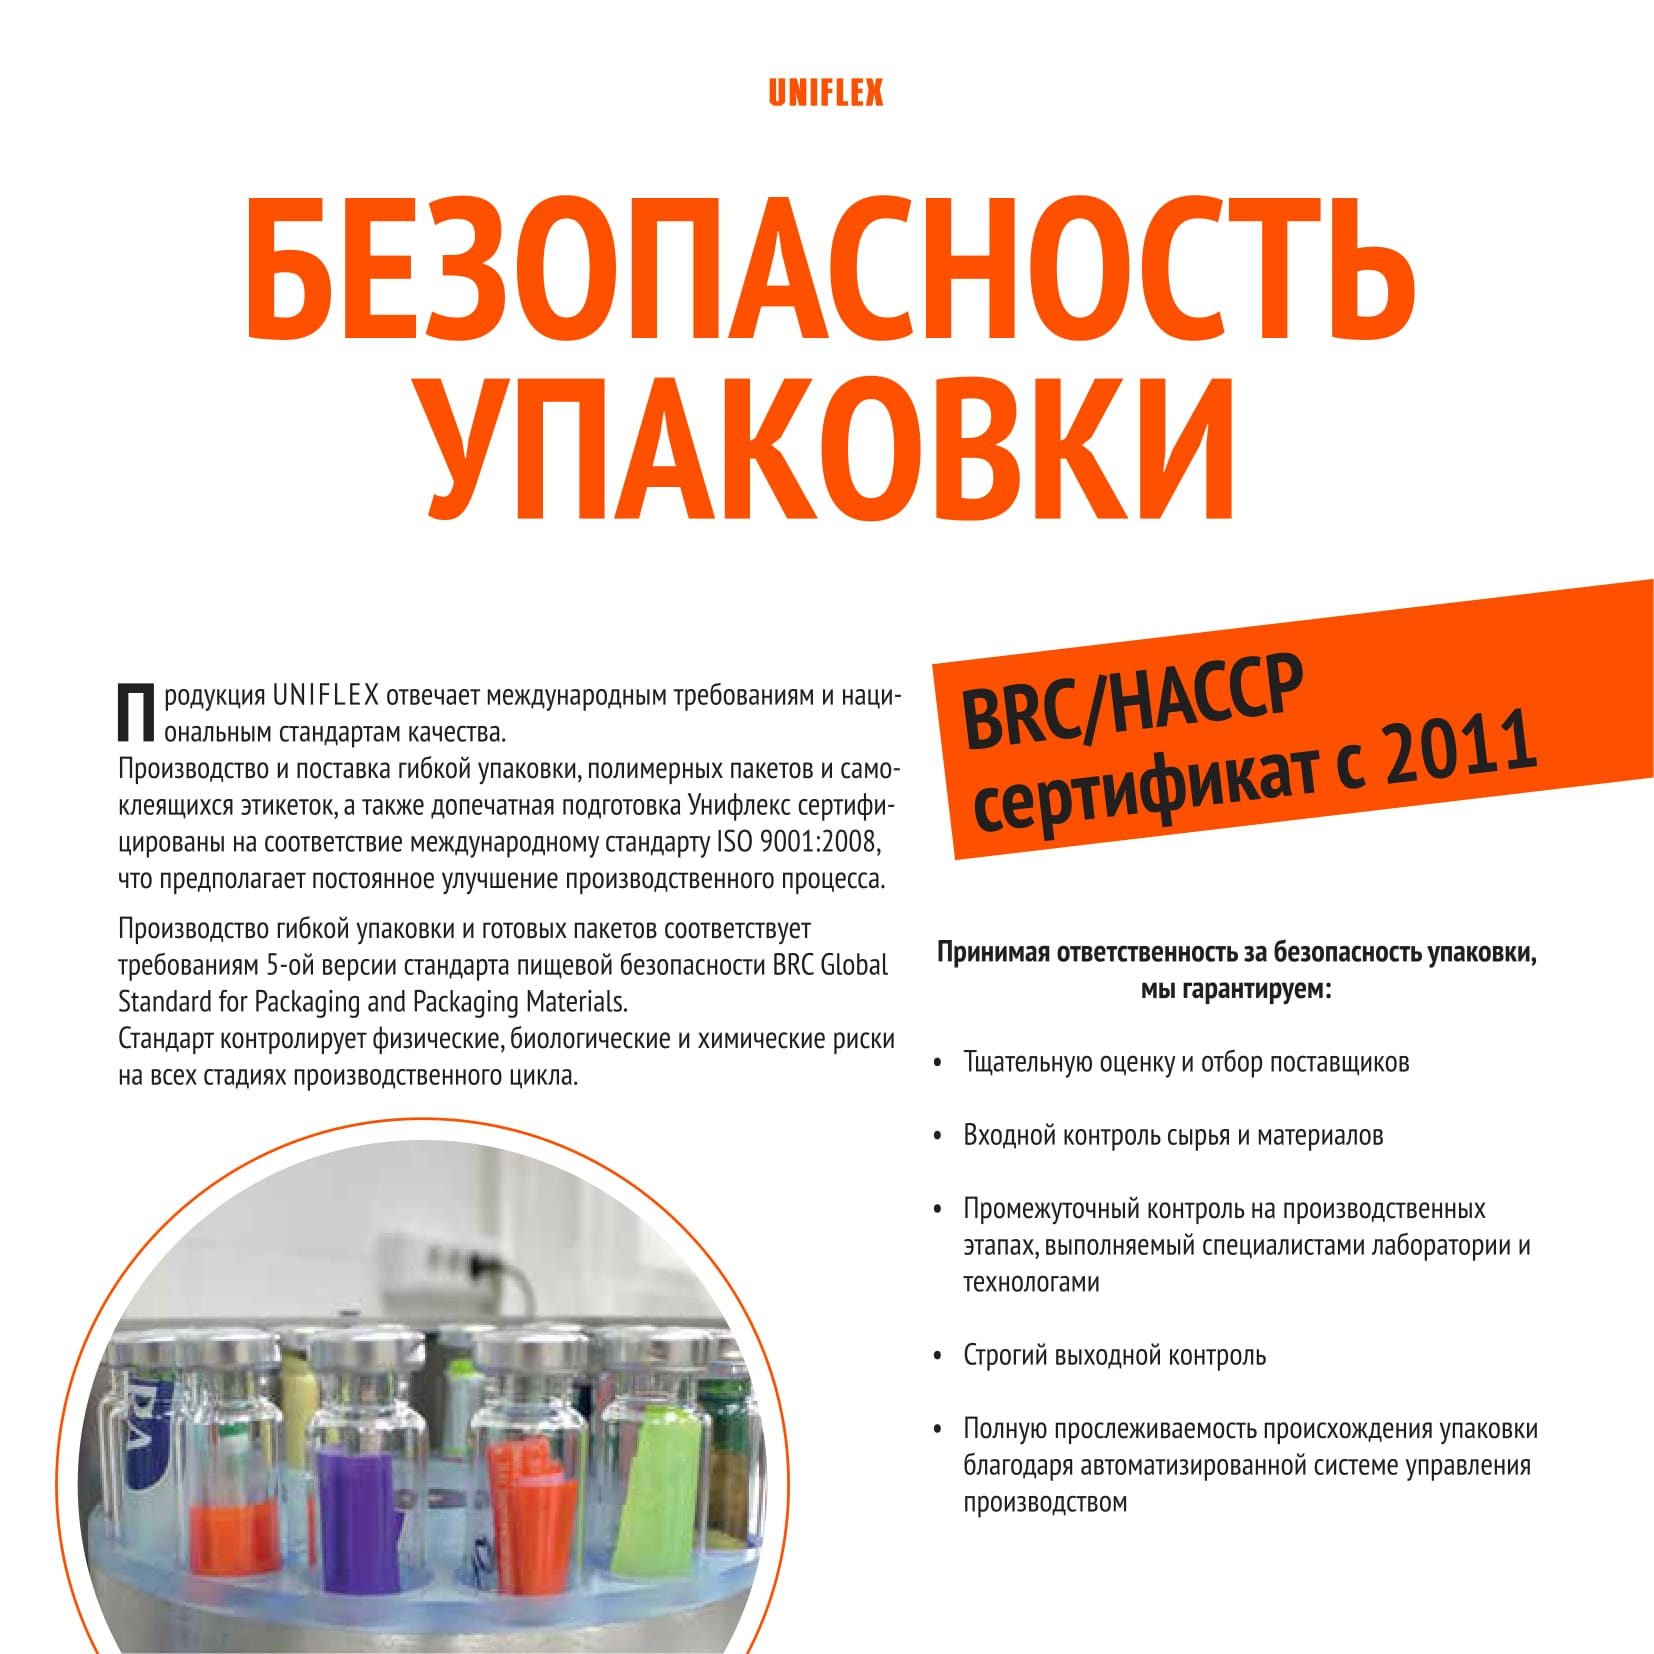 UNIFLEX
БЕЗОПАСНОСТЬ
УПАКОВКИ
Продукция UNIFLEX отвечает международным требованиям и наци-
ональным стандартам качества.
Производство и поставка гибкой упаковки, полимерных пакетов и само-
клеящихся этикеток, а также допечатная подготовка Унифлекс сертифи-
цированы на соответствие международному стандарту ISO 9001:2008,
что предполагает постоянное улучшение производственного процесса.
Производство гибкой упаковки и готовых пакетов соответствует
требованиям 5-ой версии стандарта пищевой безопасности BRC Global
Standard for Packaging and Packaging Materials.
Стандарт контролирует физические, биологические и химические риски
на всех стадиях производственного цикла.
BRC/HACCP
сертификат с 2011
Принимая ответственность за безопасность упаковки,
мы гарантируем:
• Тщательную оценку и отбор поставщиков
• Входной контроль сырья и материалов
• Промежуточный контроль на производственных
этапах, выполняемый специалистами лаборатории и
технологами
• Строгий выходной контроль
• Полную прослеживаемость происхождения упаковки
благодаря автоматизированной системе управления
производством